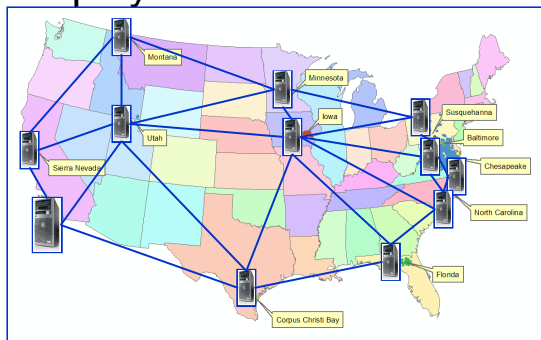 Montana
Minnesota
Iowa
Susquehanna
Baltimore
Utah
Chesapeake
Sierra Nevada
North Carolina
Florida
Corpus Christi Bay